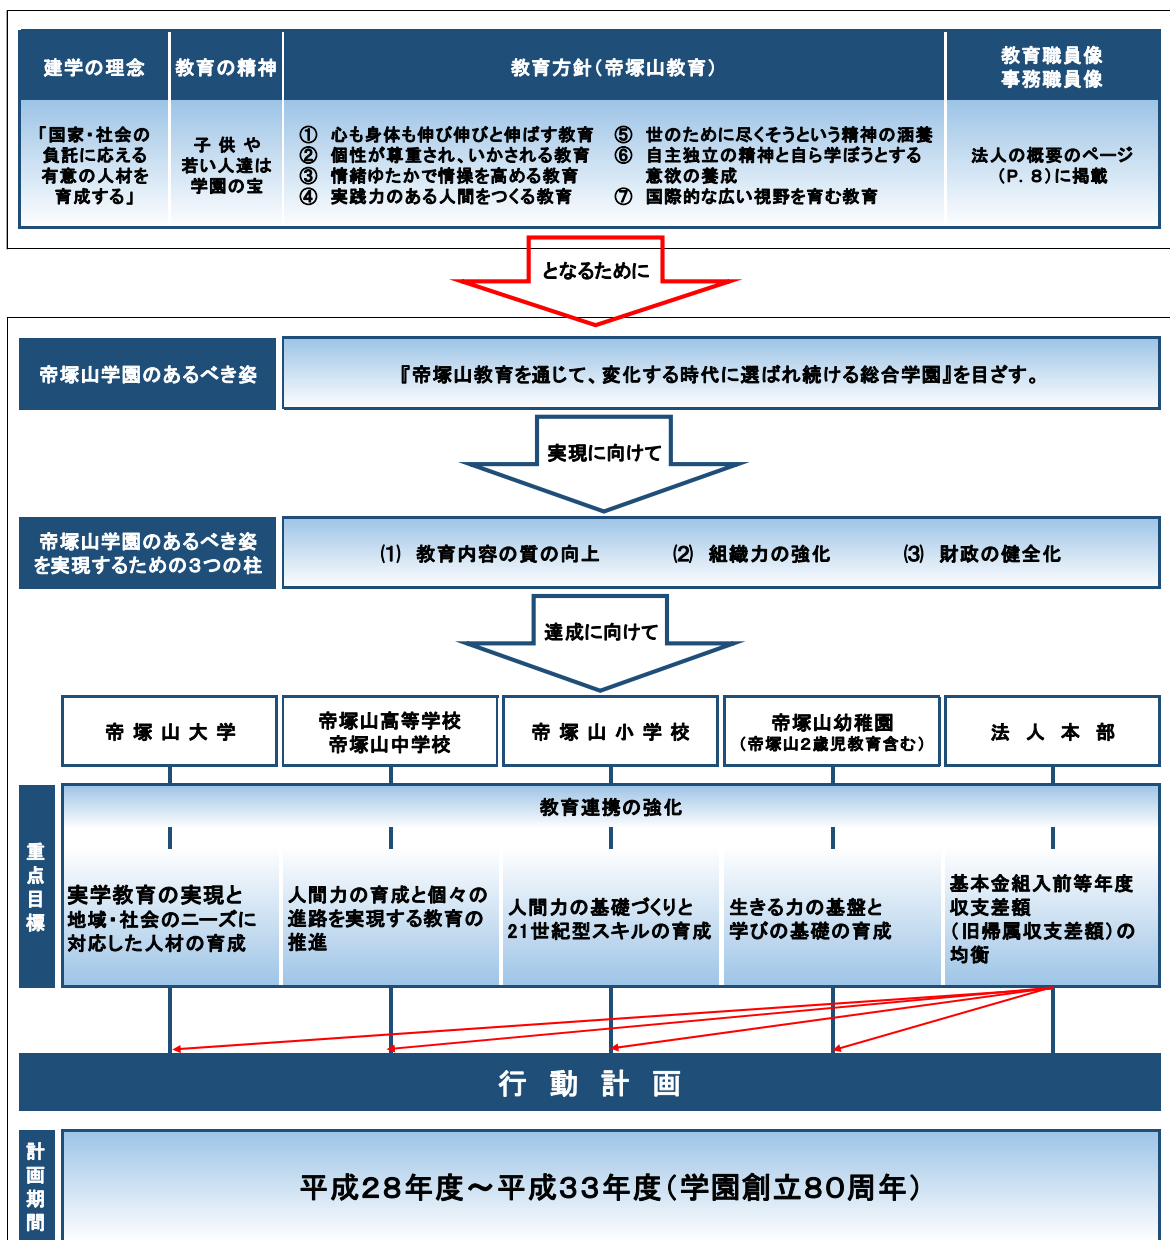 建学の理念
教育の精神
教育方針(帝塚山教育)
教育職員像
事務職員像
「国家・社会の
負託に応える
有意の人材を
育成する」
子供や
若い人達は
学園の宝
① 心も身体も伸び伸びと伸ばす教育
② 個性が尊重され、いかされる教育
③ 情緒ゆたかで情操を高める教育
④ 実践力のある人間をつくる教育
⑤ 世のために尽くそうという精神の涵養
⑥ 自主独立の精神と自ら学ぼうとする
意欲の養成
⑦ 国際的な広い視野を育む教育
法人の概要のページ
(P.8)に掲載
となるために
帝塚山学園のあるべき姿
『帝塚山教育を通じて、変化する時代に選ばれ続ける総合学園』を目ざす。
実現に向けて
帝塚山学園のあるべき姿
を実現するための3つの柱
(1) 教育内容の質の向上 (2) 組織力の強化 (3) 財政の健全化
達成に向けて
帝塚山大学
帝塚山高等学校
帝塚山中学校
帝塚山小学校
帝塚山幼稚園
(帝塚山2歳児教育含む)
法人本部
重点目標
教育連携の強化
実学教育の実現と
地域・社会のニーズに
対応した人材の育成
人間力の育成と個々の
進路を実現する教育の
推進
人間力の基礎づくりと
21世紀型スキルの育成
生きる力の基盤と
学びの基礎の育成
基本金組入前等年度
収支差額
(旧帰属収支差額)の
均衡
行動計画
計画期間
平成28年度～平成33年度(学園創立80周年)